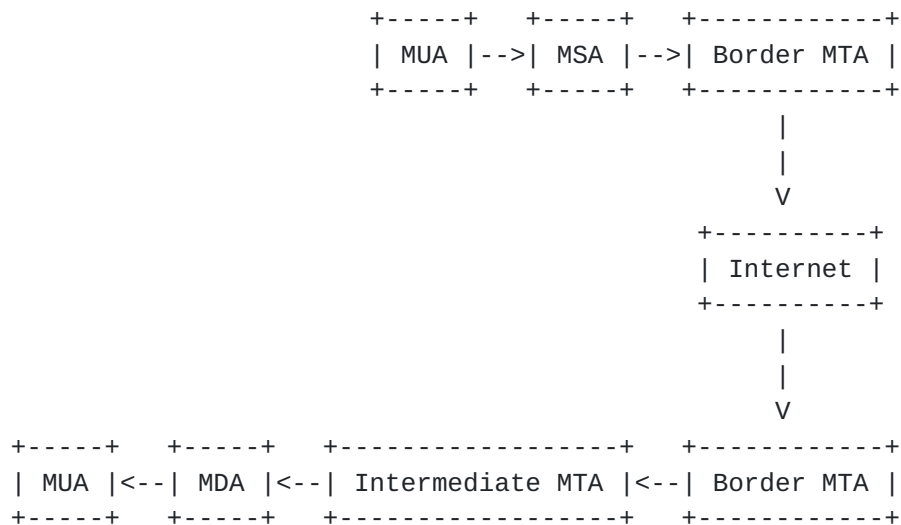 +-----+   +-----+   +------------+
                       | MUA |-->| MSA |-->| Border MTA |
                       +-----+   +-----+   +------------+
                                                 |
                                                 |
                                                 V
                                            +----------+
                                            | Internet |
                                            +----------+
                                                 |
                                                 |
                                                 V
+-----+   +-----+   +------------------+   +------------+
| MUA |<--| MDA |<--| Intermediate MTA |<--| Border MTA |
+-----+   +-----+   +------------------+   +------------+